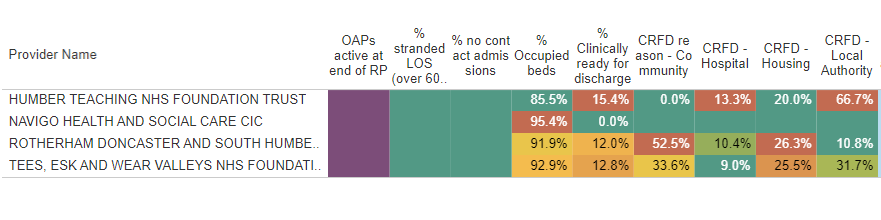 Provider Name
OAPs active at end of RP
% stranded LOS (over 60..
% no cont act admis sions
% Occupied beds
% Clinically ready for discharge
CRFD re ason - Co mmunity
CRFD - Hospital
CRFD - Housing
CRFD - Local Authority
HUMBER TEACHING NHS FOUNDATION TRUST 85.5% 15.4% 0.0% 13.3% 20.0% 66.7%
NAVIGO HEALTH AND SOCIAL CARE CIC 95.4% 0.0%
ROTHERHAM DONCASTER AND SOUTH HUMBE.. 91.9% 12.0% 52.5% 10.4% 26.3% 10.8%
TEES, ESK AND WEAR VALLEYS NHS FOUNDATI.. 92.9% 12.8% 33.6% 9.0% 25.5% 31.7%